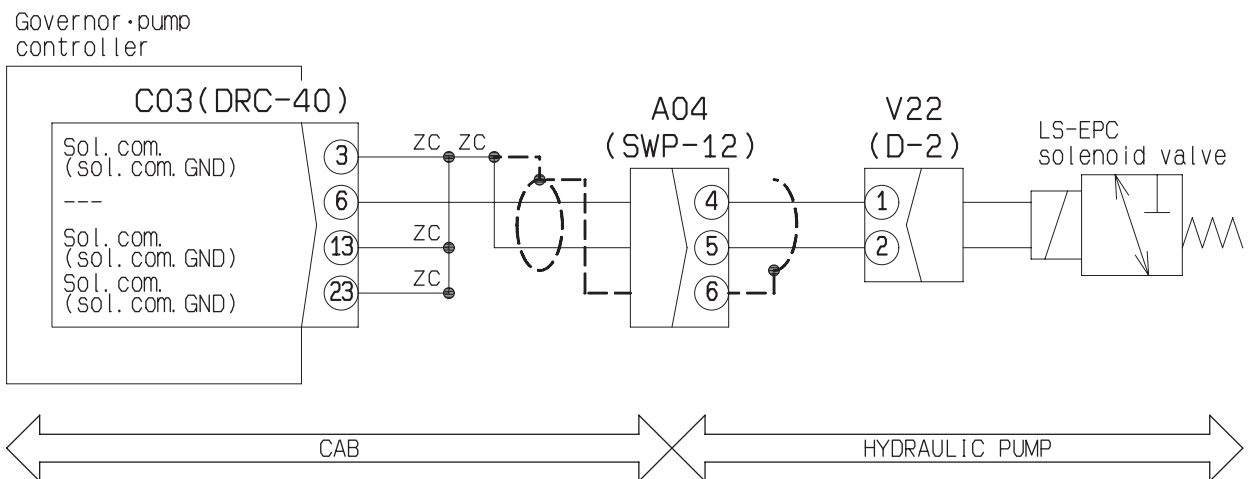 Governor·pump
controller
C03(DRC-40)
Sol.com.
(sol.com.GND)
---
Sol.com.
(sol.com.GND)
Sol.com.
(sol.com.GND)
3
6
13
23
ZC ZC
ZC
ZC
A04
(SWP-12)
4
5
6
V22
(D-2)
1
2
LS-EPC
solenoid valve
CAB
HYDRAULIC PUMP